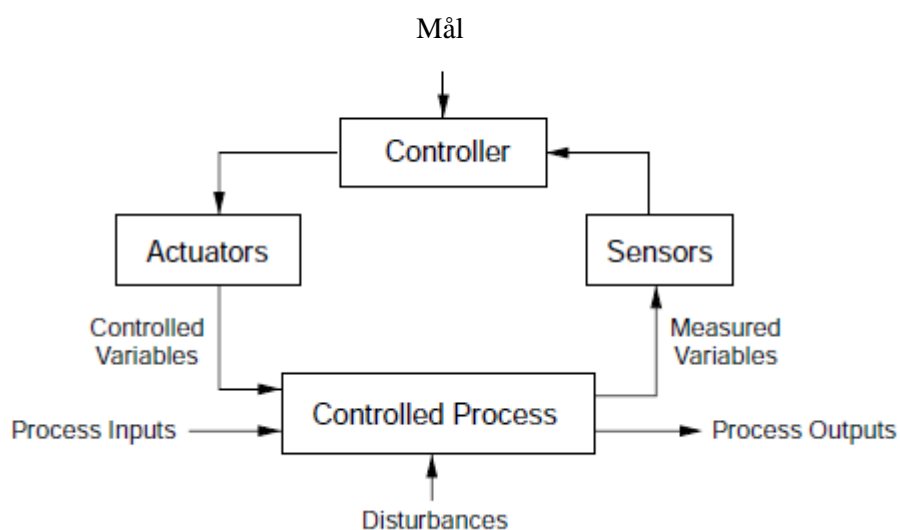 Mål
Controller
Actuators
Sensors
Controlled
Variables
Measured
Variables
Controlled Process
Process Inputs
Process Outputs
Disturbances